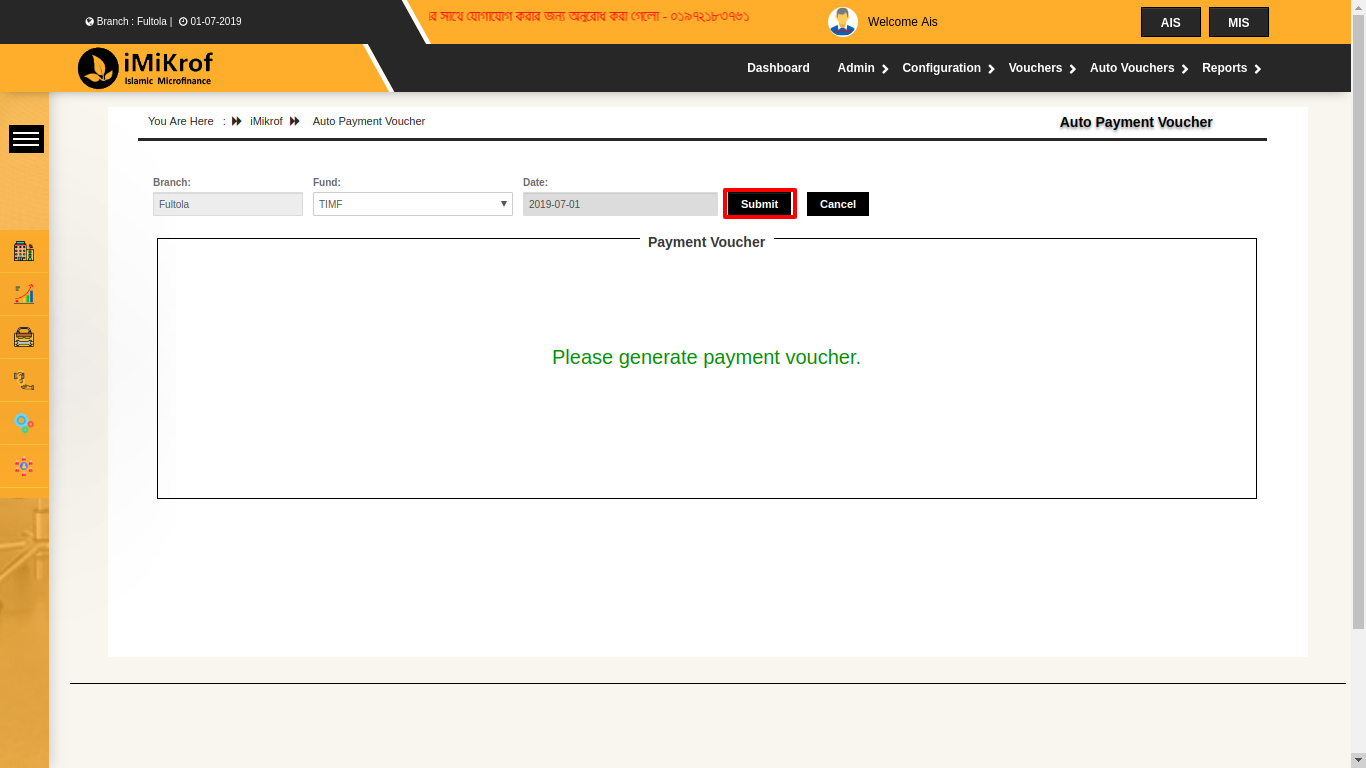 Branch : Fultola | 01-07-2019
র সাথে যোগাযোগ করার জন্য অনুরোধ করা গেলো - ০১৯৭২১৮৩৭৬১
Welcome Ais
AIS
MIS
iMiKrof
Islamic Microfinance
Dashboard
Admin
Configuration
Vouchers
Auto Vouchers
Reports
You Are Here : iMikrof Auto Payment Voucher
Auto Payment Voucher
Branch:
Fund:
Date:
Fultola
TIMF
2019-07-01
Submit
Cancel
Payment Voucher
Please generate payment voucher.